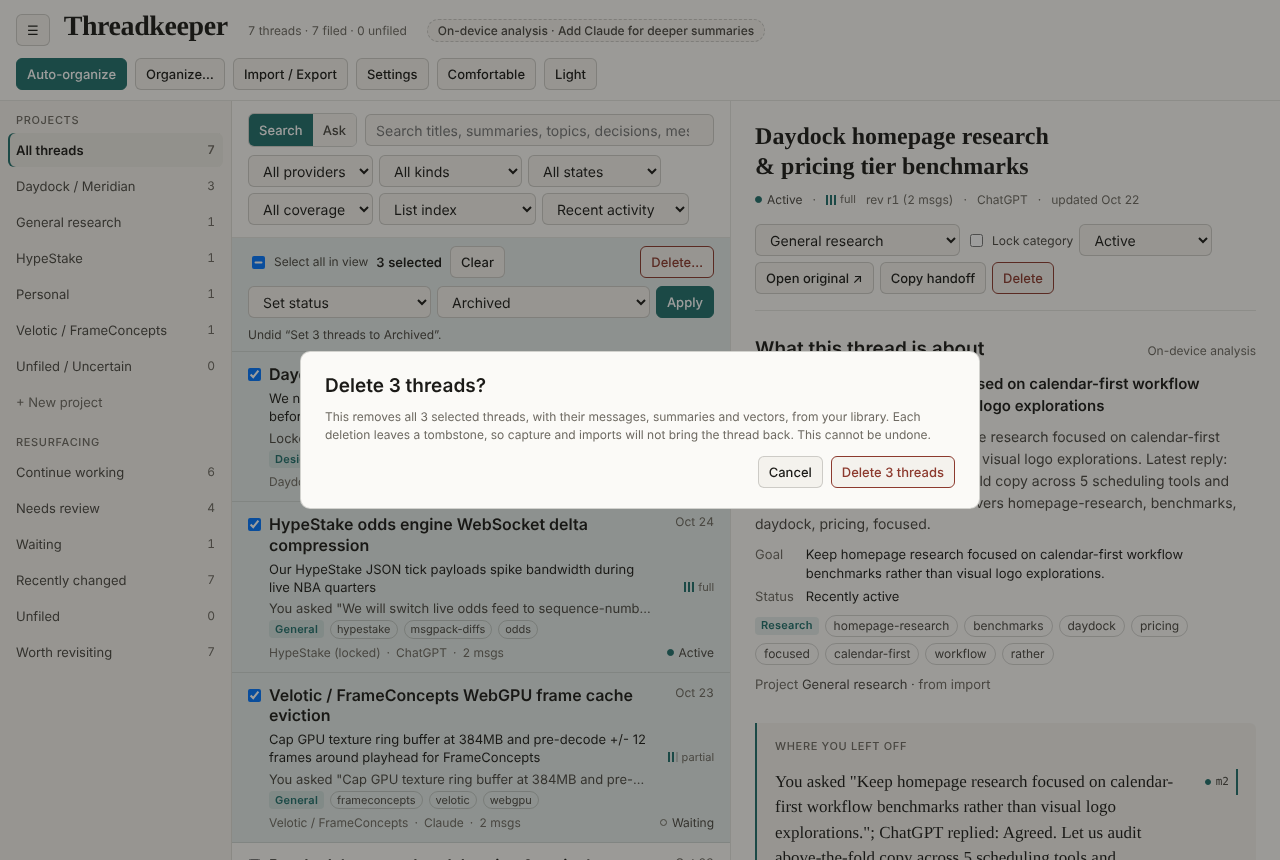 ☰ Threadkeeper 7 threads · 7 filed · 0 unfiled On-device analysis · Add Claude for deeper summaries
Auto-organize Organize... Import / Export Settings Comfortable Light
PROJECTS
All threads 7
Daydock / Meridian 3
General research 1
HypeStake 1
Personal 1
Velotic / FrameConcepts 1
Unfiled / Uncertain 0
+ New project
RESURFACING
Continue working 6
Needs review 4
Waiting 1
Recently changed 7
Unfiled 0
Worth revisiting 7
Search Ask Search titles, summaries, topics, decisions, mes
All providers All kinds All states
All coverage List index Recent activity
Select all in view 3 selected Clear Delete...
Set status Archived Apply
Undid “Set 3 threads to Archived”.
Delete 3 threads?
This removes all 3 selected threads, with their messages, summaries and vectors, from your library. Each
deletion leaves a tombstone, so capture and imports will not bring the thread back. This cannot be undone.
Cancel Delete 3 threads
HypeStake odds engine WebSocket delta Oct 24
compression
Our HypeStake JSON tick payloads spike bandwidth during
live NBA quarters full
You asked "We will switch live odds feed to sequence-numb...
General hypestake msgpack-diffs odds
HypeStake (locked) · ChatGPT · 2 msgs Active
Velotic / FrameConcepts WebGPU frame cache Oct 23
eviction
Cap GPU texture ring buffer at 384MB and pre-decode +/- 12
frames around playhead for FrameConcepts partial
You asked "Cap GPU texture ring buffer at 384MB and pre-...
General frameconcepts velotic webgpu
Velotic / FrameConcepts · Claude · 2 msgs Waiting
Daydock homepage research
& pricing tier benchmarks
Active · full rev r1 (2 msgs) · ChatGPT · updated Oct 22
General research Lock category Active
Open original ↗ Copy handoff Delete
What this thread is about On-device analysis
on calendar-first workflow
logo explorations
research focused on calendar-first
visual logo explorations. Latest reply:
copy across 5 scheduling tools and
homepage-research, benchmarks,
daydock, pricing, focused.
Goal Keep homepage research focused on calendar-first workflow
benchmarks rather than visual logo explorations.
Status Recently active
Research homepage-research benchmarks daydock pricing
focused calendar-first workflow rather
Project General research · from import
WHERE YOU LEFT OFF
You asked "Keep homepage research focused on calendar- m2
first workflow benchmarks rather than visual logo
explorations."; ChatGPT replied: Agreed. Let us audit
above-the-fold copy across 5 scheduling tools and